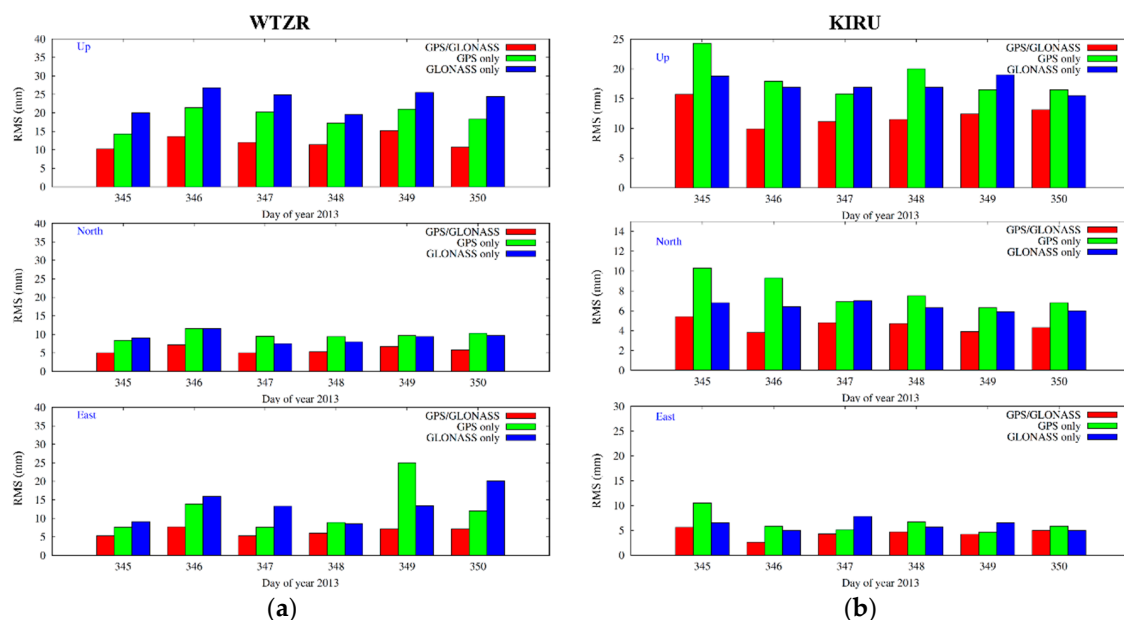 WTZR
Up
GPS/GLONASS
GPS only
GLONASS only
RMS (mm)
40
35
30
25
20
15
10
5
0
345 346 347 348 349 350
Day of year 2013
North
GPS/GLONASS
GPS only
GLONASS only
RMS (mm)
40
35
30
25
20
15
10
5
0
345 346 347 348 349 350
Day of year 2013
East
GPS/GLONASS
GPS only
GLONASS only
RMS (mm)
40
35
30
25
20
15
10
5
0
345 346 347 348 349 350
Day of year 2013
(a)
KIRU
Up
GPS/GLONASS
GPS only
GLONASS only
RMS (mm)
25
20
15
10
5
0
345 346 347 348 349 350
Day of year 2013
North
GPS/GLONASS
GPS only
GLONASS only
RMS (mm)
14
12
10
8
6
4
2
0
345 346 347 348 349 350
Day of year 2013
East
GPS/GLONASS
GPS only
GLONASS only
RMS (mm)
30
25
20
15
10
5
0
345 346 347 348 349 350
Day of year 2013
(b)